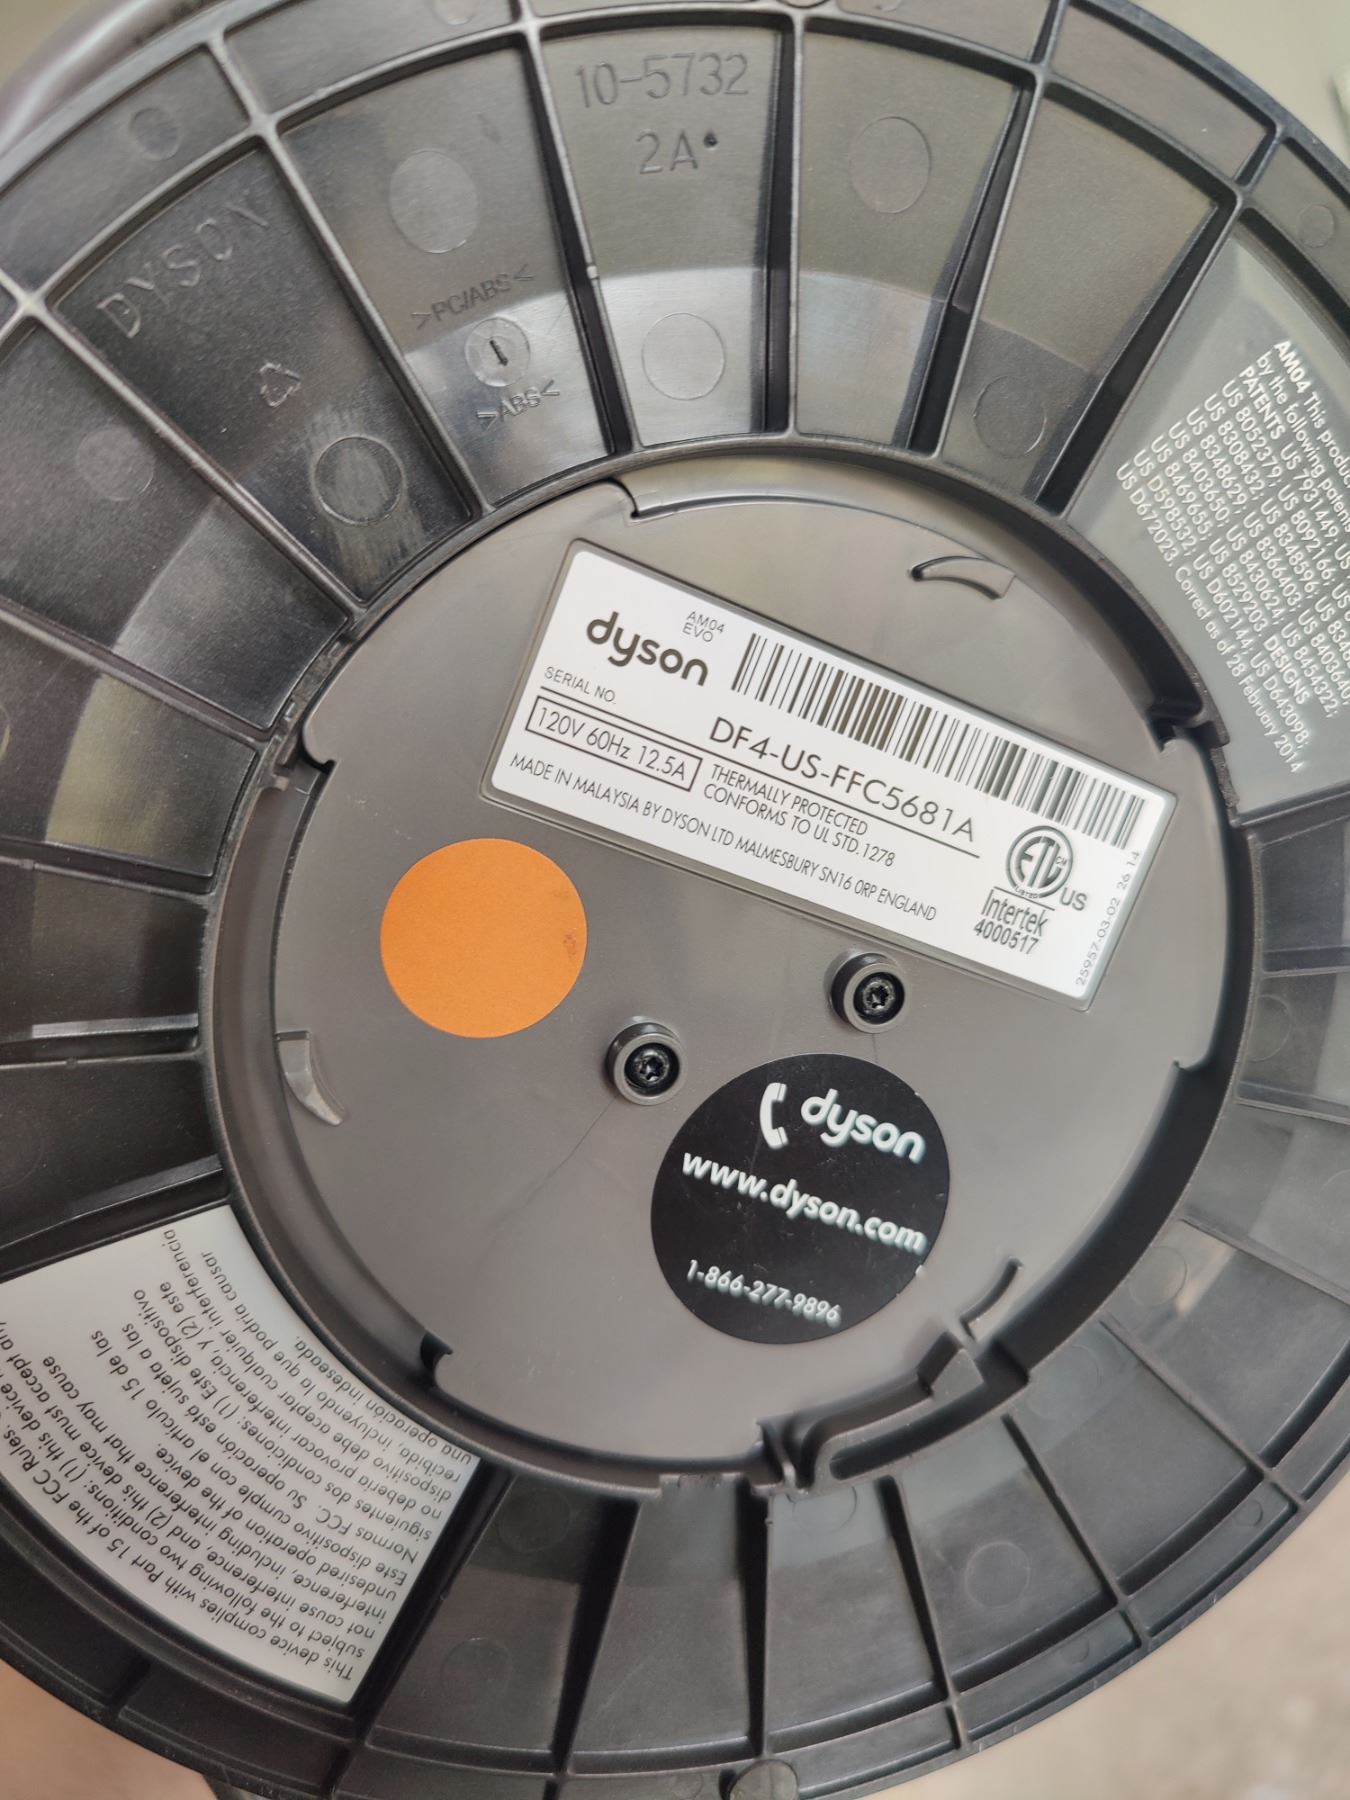 10-5732
2A
DYSON
>PC/ABS<
>ABS<
AM04 This
by the following patents
PATENTS US 7931449; US
US 8052379; US 8092166; US
US 8308432; US 8348596; US
US 8348629; US 8366403; US 8403640;
US 8403650; US 8430624; US 8454322;
US 8469655; US 8529203. DESIGNS
US D598532; US D602144; US D643098;
US D672023. Correct as of 28 February 2014
dyson
AM04
EVO
SERIAL NO.
DF4-US-FFC5681A
120V 60Hz 12.5A
THERMALLY PROTECTED
CONFORMS TO UL STD.1278
MADE IN MALAYSIA BY DYSON LTD MALMESBURY SN16 0RP ENGLAND
ETL CM
LISTED
US
Intertek
4000517
25957-03-02 26 14
dyson
www.dyson.com
1-866-277-9896
This device complies with Part 15 of the FCC Rules.
subject to the following two conditions: (1) this device
not cause interference, and (2) this device must accept any
interference, including interference that may cause
undesired operation of the device.
Este dispositivo cumple con el artículo 15 de las
Normas FCC. Su operación está sujeta a las
siguientes dos condiciones: (1) Este dispositivo
no debería provocar interferencia, y (2) este
dispositivo debe aceptar cualquier interferencia
recibida, incluyendo la que podría causar
una operación indeseada.